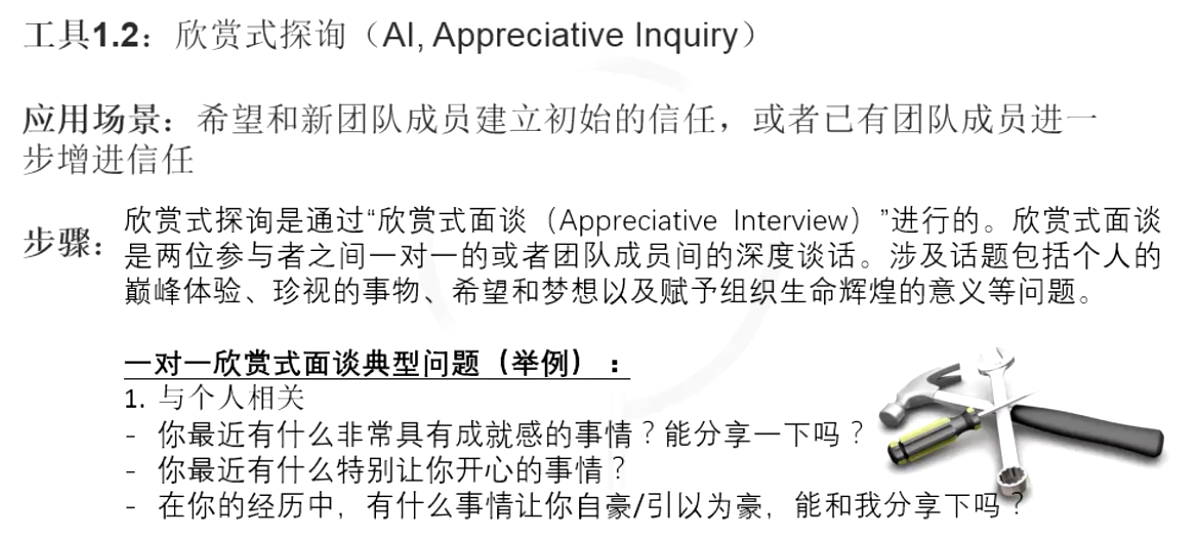 工具1.2：欣赏式探询（AI, Appreciative Inquiry）
应用场景：希望和新团队成员建立初始的信任，或者已有团队成员进一
步增进信任
步骤：
欣赏式探询是通过“欣赏式面谈（Appreciative Interview）”进行的。欣赏式面谈
是两位参与者之间一对一的或者团队成员间的深度谈话。涉及话题包括个人的
巅峰体验、珍视的事物、希望和梦想以及赋予组织生命辉煌的意义等问题。
一对一欣赏式面谈典型问题（举例）：
1. 与个人相关
- 你最近有什么非常具有成就感的事情？能分享一下吗？
- 你最近有什么特别让你开心的事情？
- 在你的经历中，有什么事情让你自豪/引以为豪，能和我分享下吗？